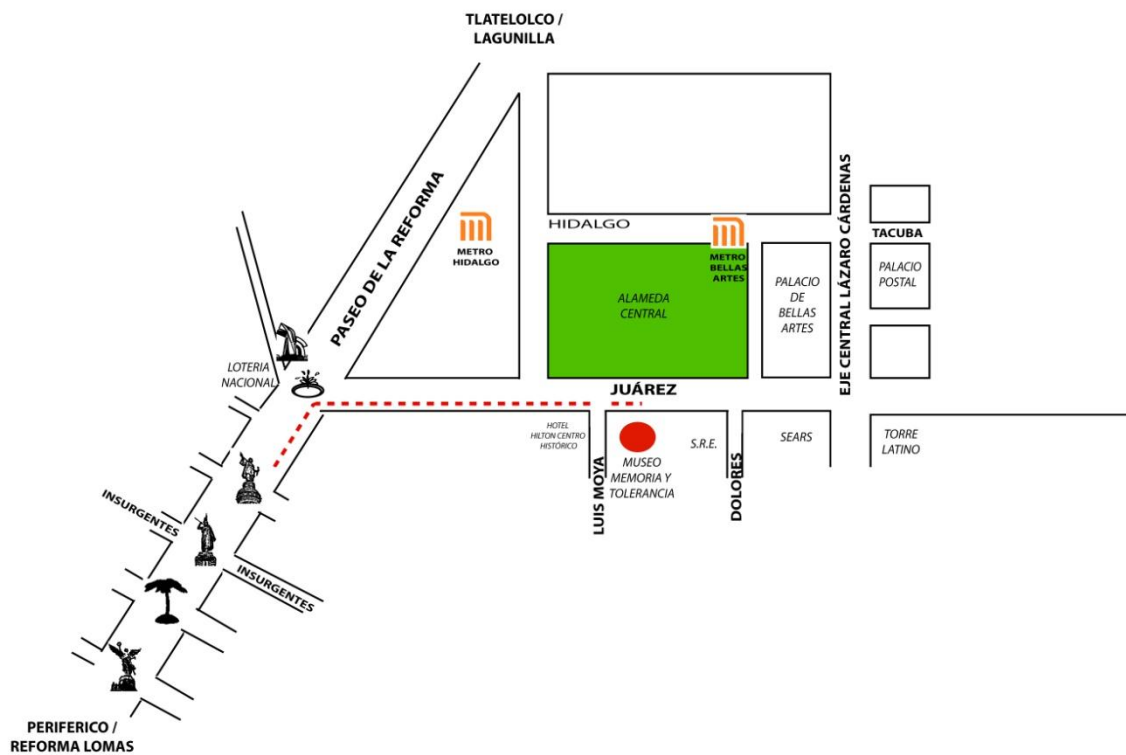 TLATELOLCO /
LAGUNILLA
PASEO DE LA REFORMA
METRO
HIDALGO
HIDALGO
METRO
BELLAS
ARTES
ALAMEDA
CENTRAL
PALACIO
DE
BELLAS
ARTES
EJE CENTRAL LÁZARO CÁRDENAS
TACUBA
PALACIO
POSTAL
LOTERIA
NACIONAL
JUÁREZ
HOTEL
HILTON CENTRO
HISTÓRICO
LUIS MOYA
MUSEO
MEMORIA Y
TOLERANCIA
S.R.E.
DOLORES
SEARS
TORRE
LATINO
INSURGENTES
INSURGENTES
PERIFERICO /
REFORMA LOMAS